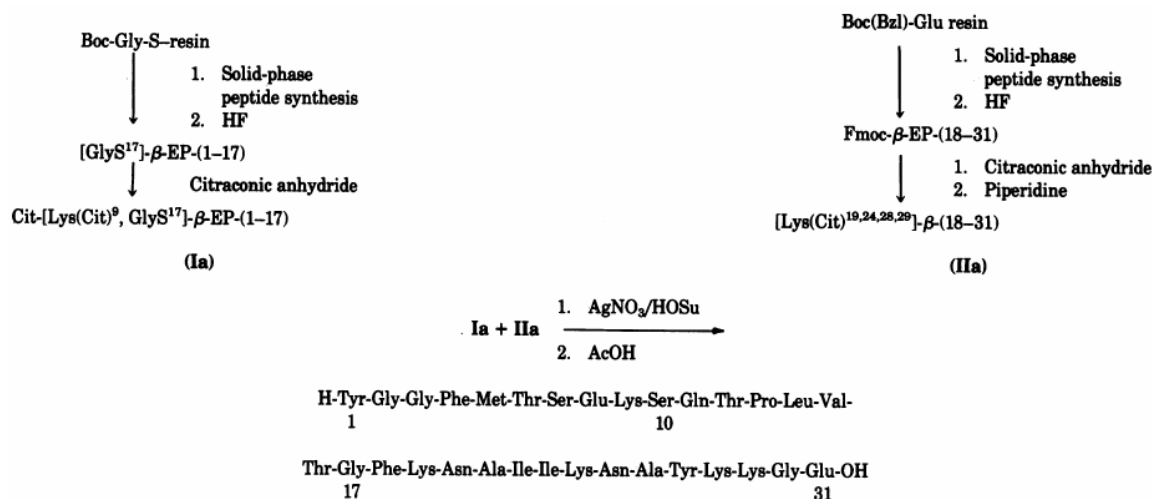 Boc-Gly-S–resin
1. Solid-phase
peptide synthesis
2. HF
[GlyS¹⁷]-β-EP-(1–17)
Citraconic anhydride
Cit-[Lys(Cit)⁹, GlyS¹⁷]-β-EP-(1–17)
(Ia)
Boc(Bzl)-Glu resin
1. Solid-phase
peptide synthesis
2. HF
Fmoc-β-EP-(18–31)
1. Citraconic anhydride
2. Piperidine
[Lys(Cit)¹⁹,²⁴,²⁸,²⁹]-β-(18–31)
(IIa)
Ia + IIa
1. AgNO₃/HOSu
2. AcOH
H-Tyr-Gly-Gly-Phe-Met-Thr-Ser-Glu-Lys-Ser-Gln-Thr-Pro-Leu-Val-
1 10
Thr-Gly-Phe-Lys-Asn-Ala-Ile-Ile-Lys-Asn-Ala-Tyr-Lys-Lys-Gly-Glu-OH
17 31